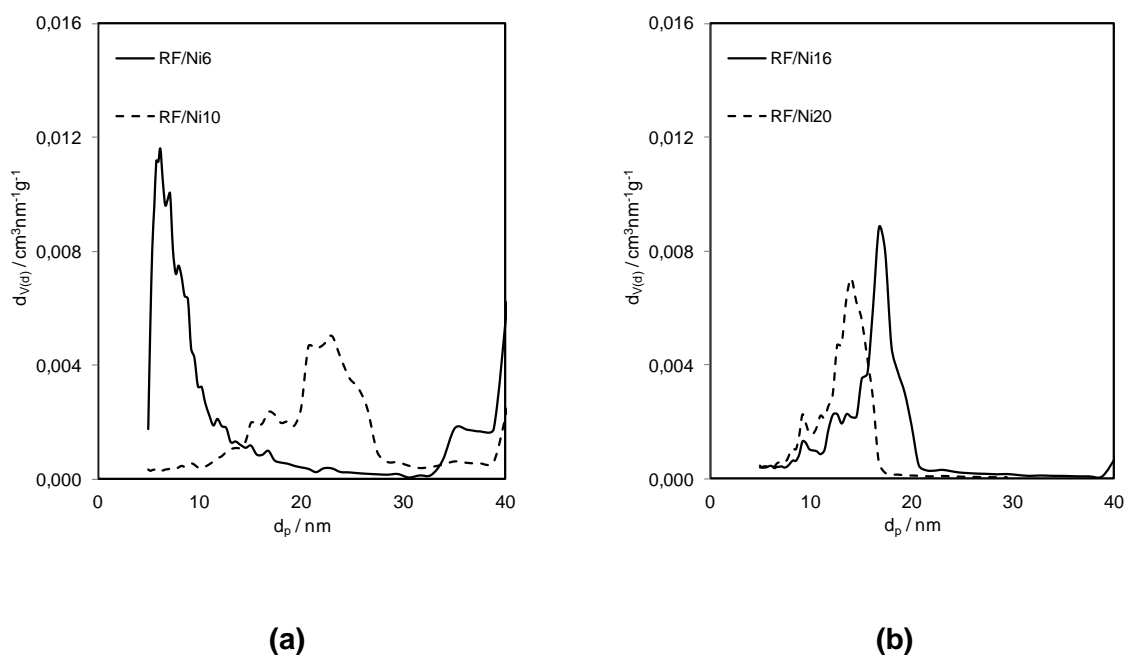 0,016
RF/Ni6
RF/Ni10
0,012
0,008
0,004
0,000
0 10 20 30 40
d_V(d) / cm³nm⁻¹g⁻¹
d_p / nm
(a)
0,016
RF/Ni16
RF/Ni20
0,012
0,008
0,004
0,000
0 10 20 30 40
d_V(d) / cm³nm⁻¹g⁻¹
d_p / nm
(b)